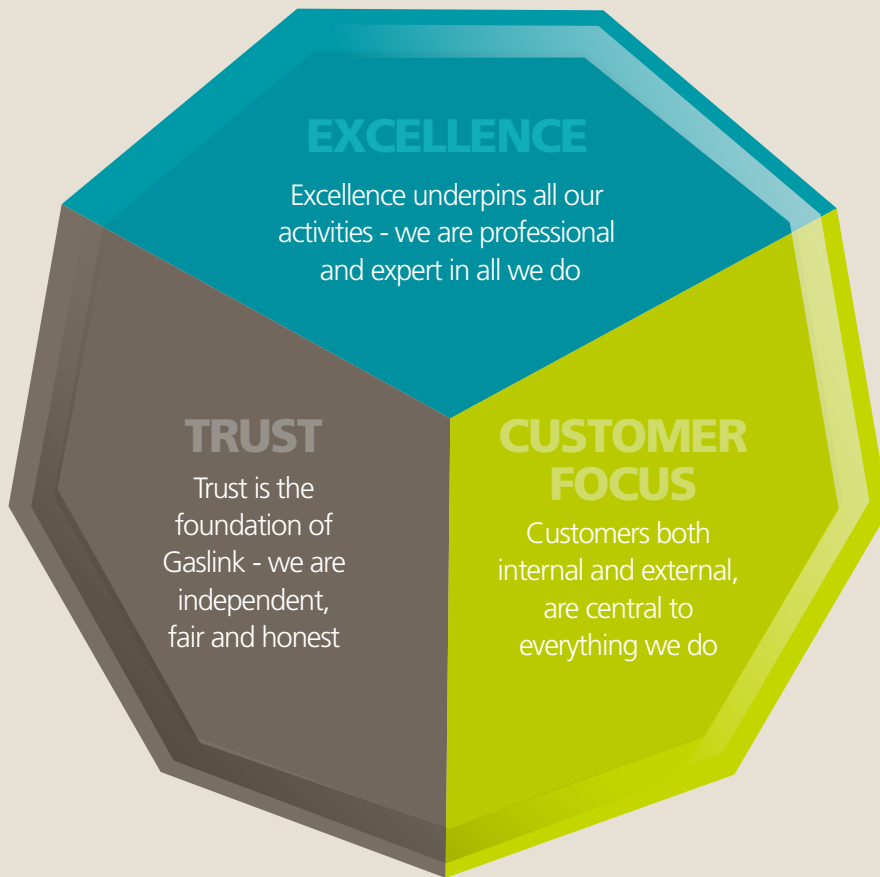 EXCELLENCE
Excellence underpins all our
activities - we are professional
and expert in all we do
TRUST
Trust is the
foundation of
Gaslink - we are
independent,
fair and honest
CUSTOMER
FOCUS
Customers both
internal and external,
are central to
everything we do